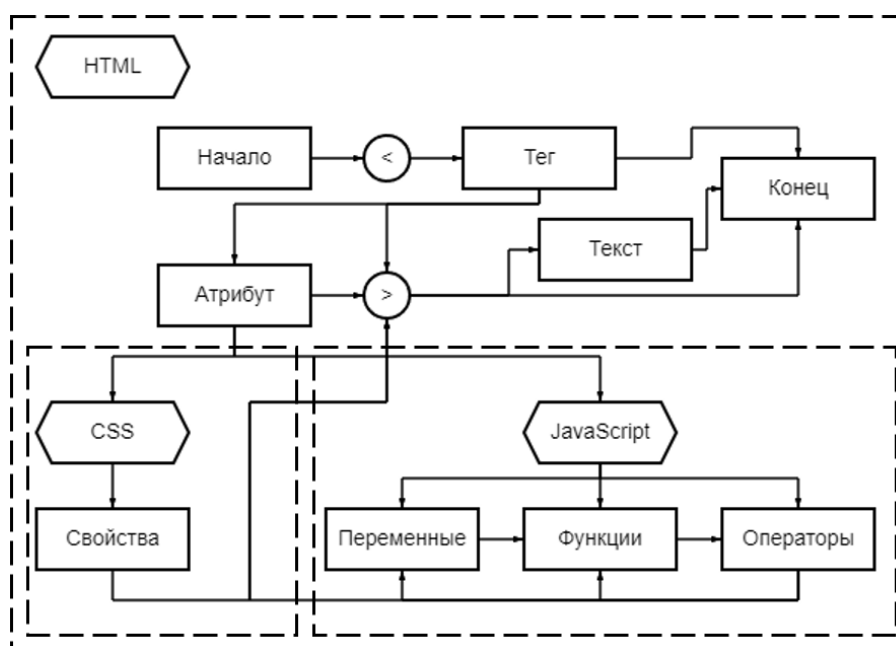 HTML
Начало
<
Тег
Конец
Текст
Атрибут
>
CSS
JavaScript
Свойства
Переменные
Функции
Операторы